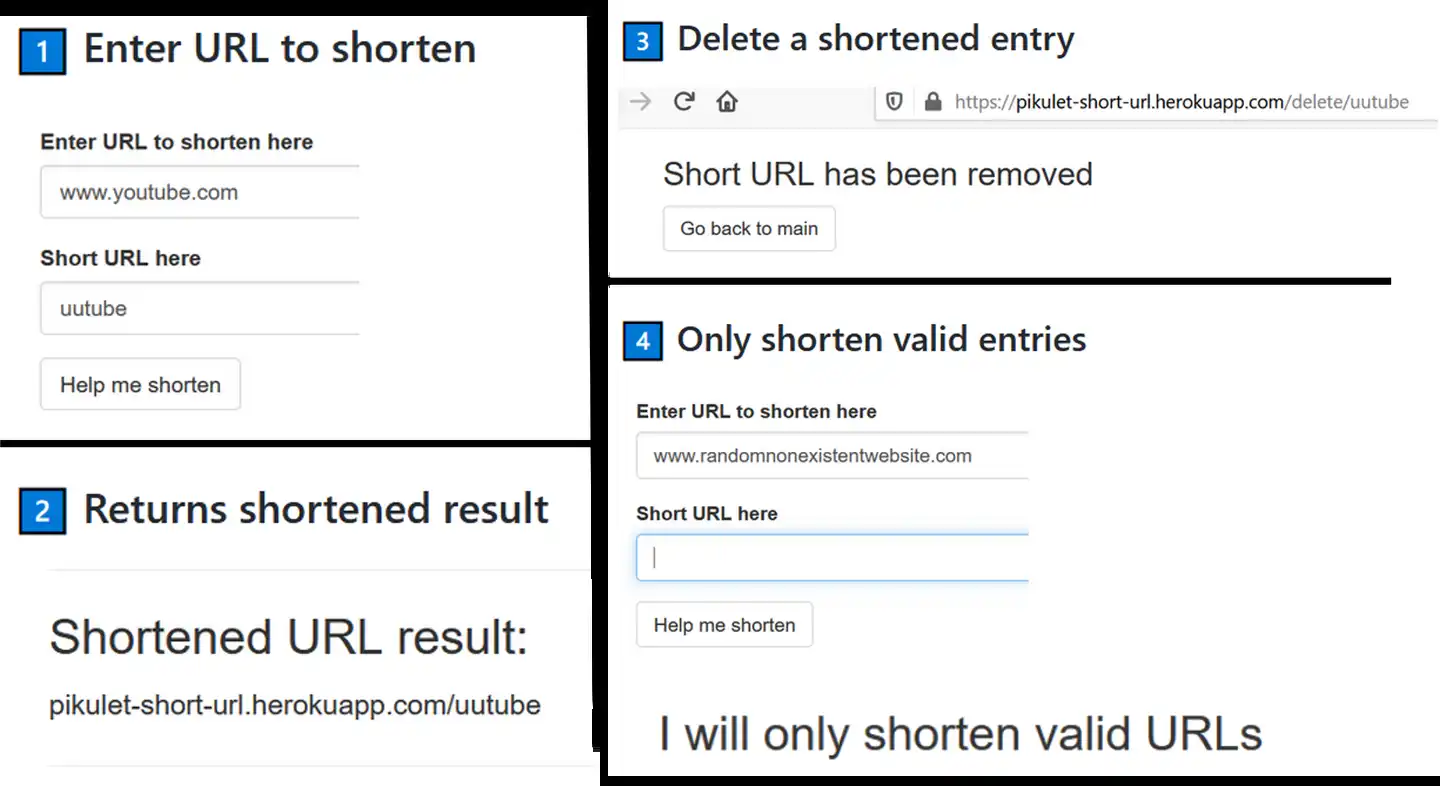 1 Enter URL to shorten
Enter URL to shorten here
www.youtube.com
Short URL here
uutube
Help me shorten
2 Returns shortened result
Shortened URL result:
pikulet-short-url.herokuapp.com/uutube
3 Delete a shortened entry
https://pikulet-short-url.herokuapp.com/delete/uutube
Short URL has been removed
Go back to main
4 Only shorten valid entries
Enter URL to shorten here
www.randomnonexistentwebsite.com
Short URL here
Help me shorten
I will only shorten valid URLs